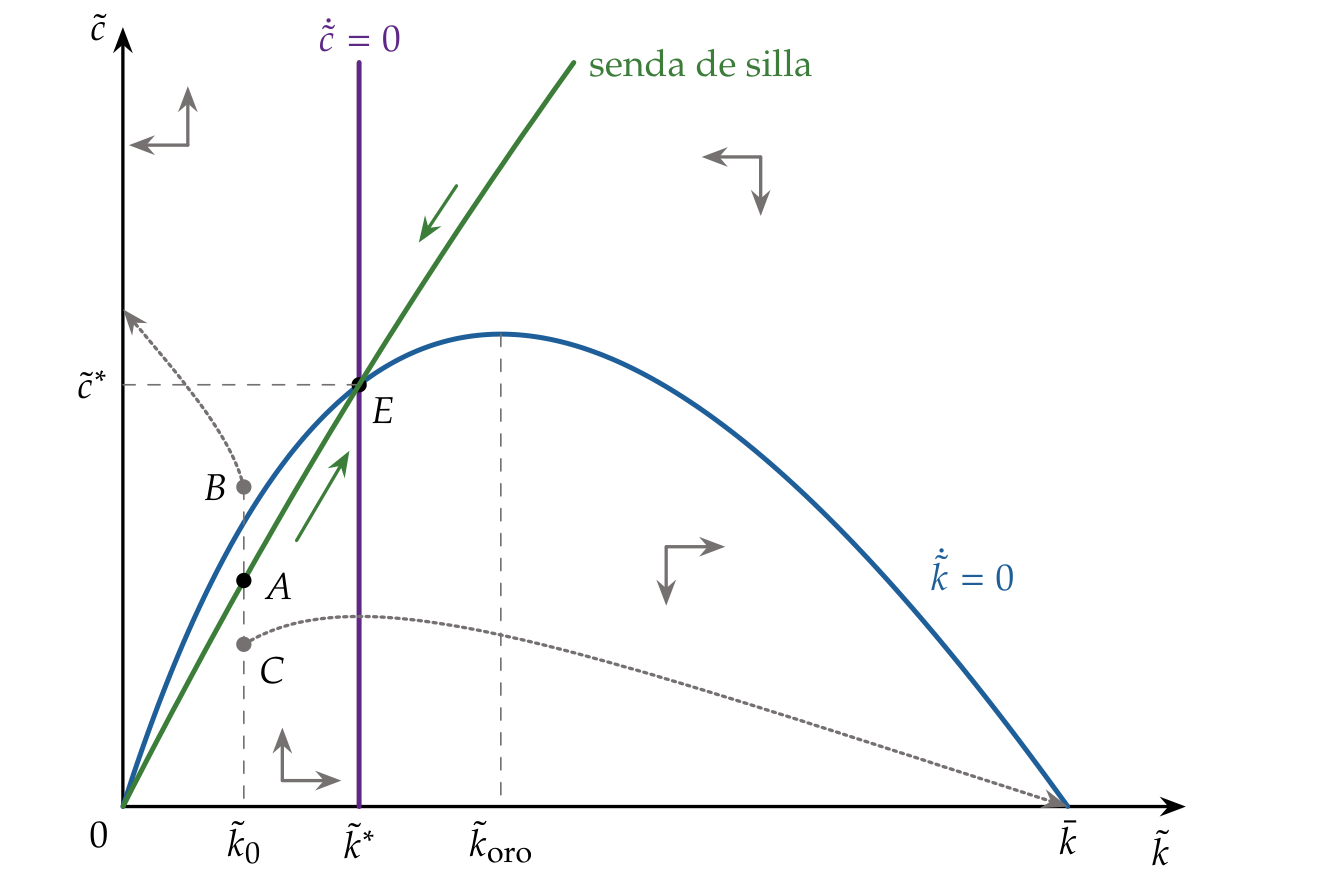 c̃
ċ̃ = 0
senda de silla
c̃*
E
B
A
k̇̃ = 0
C
0
k̃₀
k̃*
k̃ₒᵣₒ
k̄
k̃